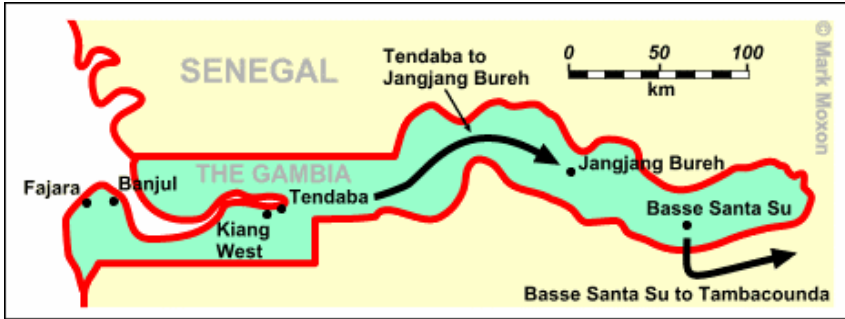 SENEGAL
Tendaba to
Jangjang Bureh
0 50 100
km
© Mark Moxon
THE GAMBIA
Jangjang Bureh
Fajara
Banjul
Tendaba
Kiang
West
Basse Santa Su
Basse Santa Su to Tambacounda